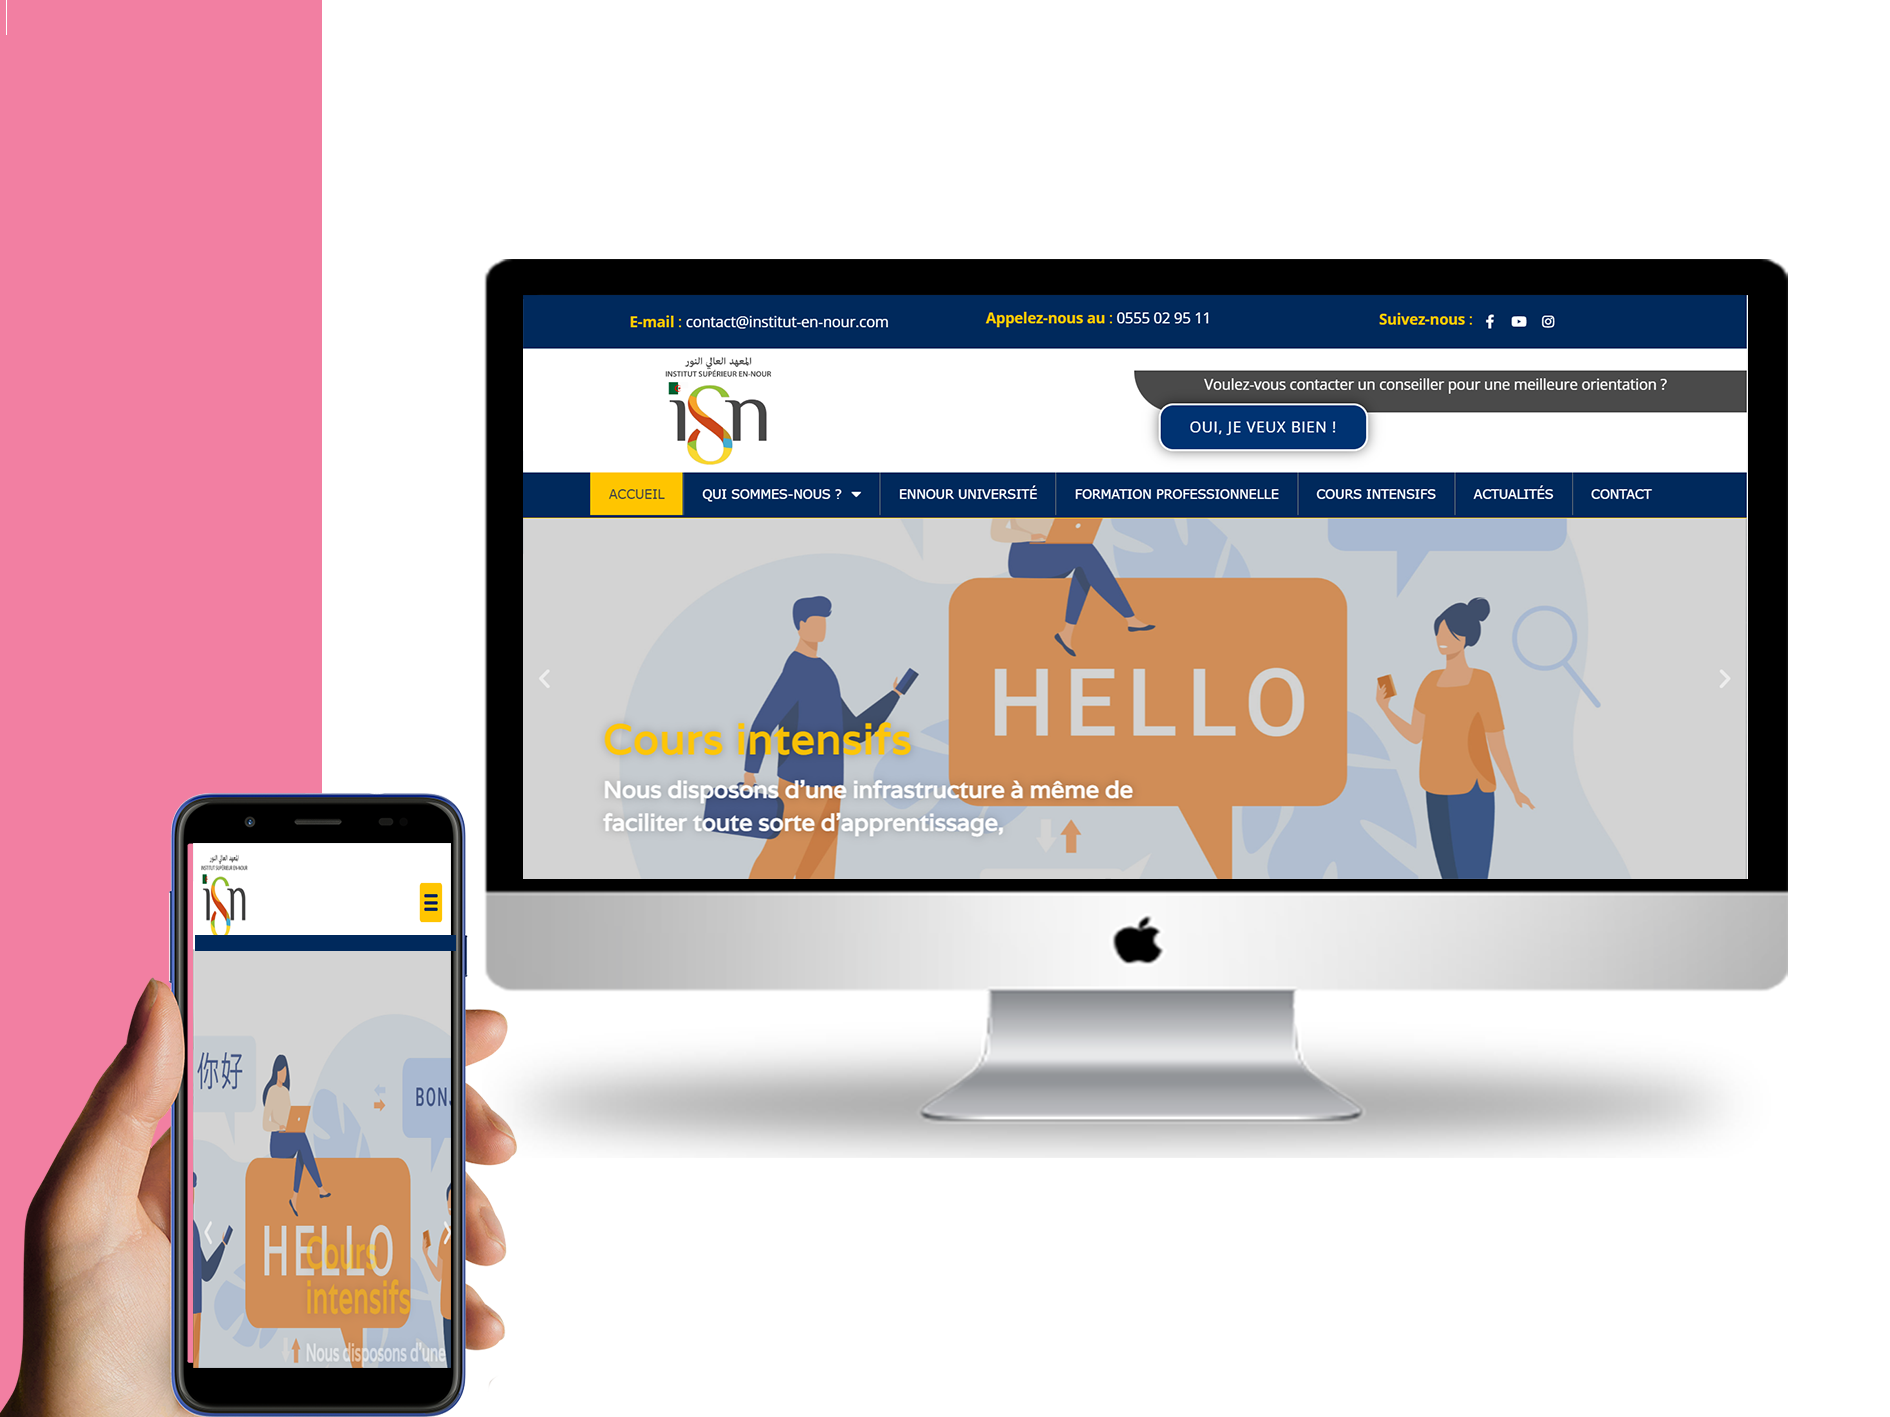 E-mail : contact@institut-en-nour.com
Appelez-nous au : 0555 02 95 11
Suivez-nous :
المعهد العالي النور
INSTITUT SUPÉRIEUR EN-NOUR
isn
Voulez-vous contacter un conseiller pour une meilleure orientation ?
OUI, JE VEUX BIEN !
ACCUEIL
QUI SOMMES-NOUS ?
ENNOUR UNIVERSITÉ
FORMATION PROFESSIONNELLE
COURS INTENSIFS
ACTUALITÉS
CONTACT
HELLO
Cours intensifs
Nous disposons d'une infrastructure à même de
faciliter toute sorte d'apprentissage,
المعهد العالي النور
INSTITUT SUPÉRIEUR EN-NOUR
isn
你好
BONJ
HELLO
Cours
intensifs
Nous disposons d'une